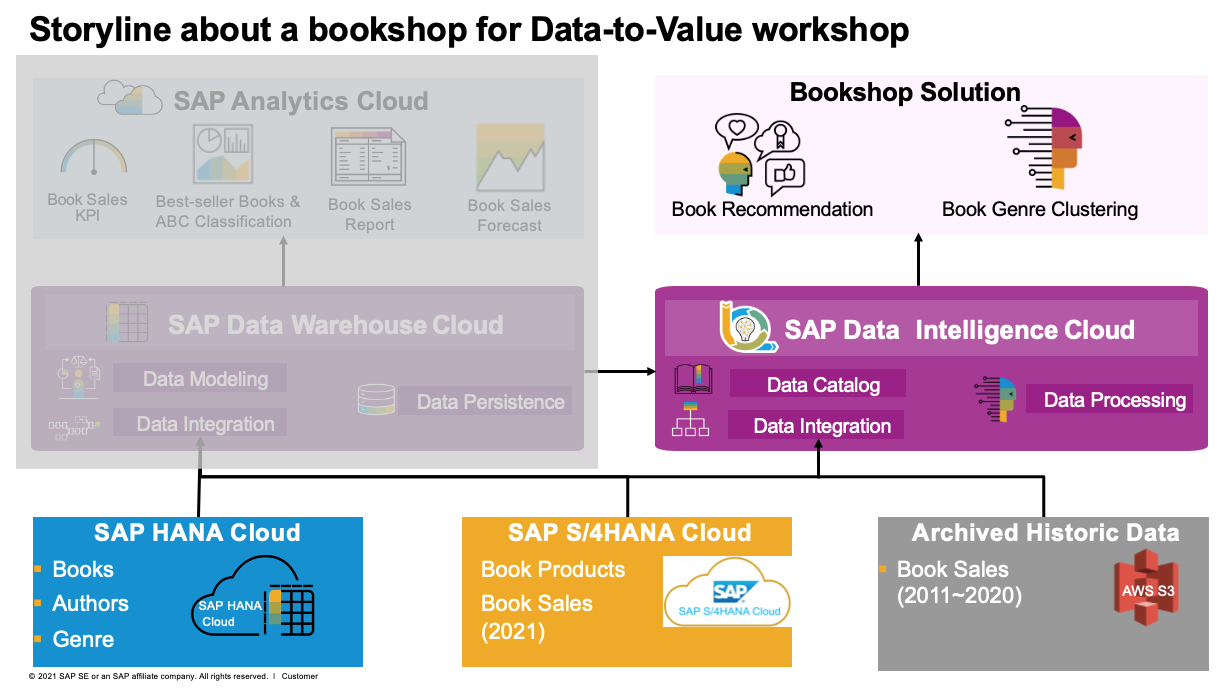 Storyline about a bookshop for Data-to-Value workshop
SAP Analytics Cloud
Book Sales
KPI
Best-seller Books &
ABC Classification
Book Sales
Report
Book Sales
Forecast
Bookshop Solution
Book Recommendation
Book Genre Clustering
SAP Data Warehouse Cloud
Data Modeling
Data Integration
Data Persistence
SAP Data Intelligence Cloud
Data Catalog
Data Integration
Data Processing
SAP HANA Cloud
Books
Authors
Genre
SAP HANA
Cloud
SAP S/4HANA Cloud
Book Products
Book Sales
(2021)
SAP
SAP S/4HANA Cloud
Archived Historic Data
Book Sales
(2011~2020)
AWS S3
© 2021 SAP SE or an SAP affiliate company. All rights reserved. | Customer